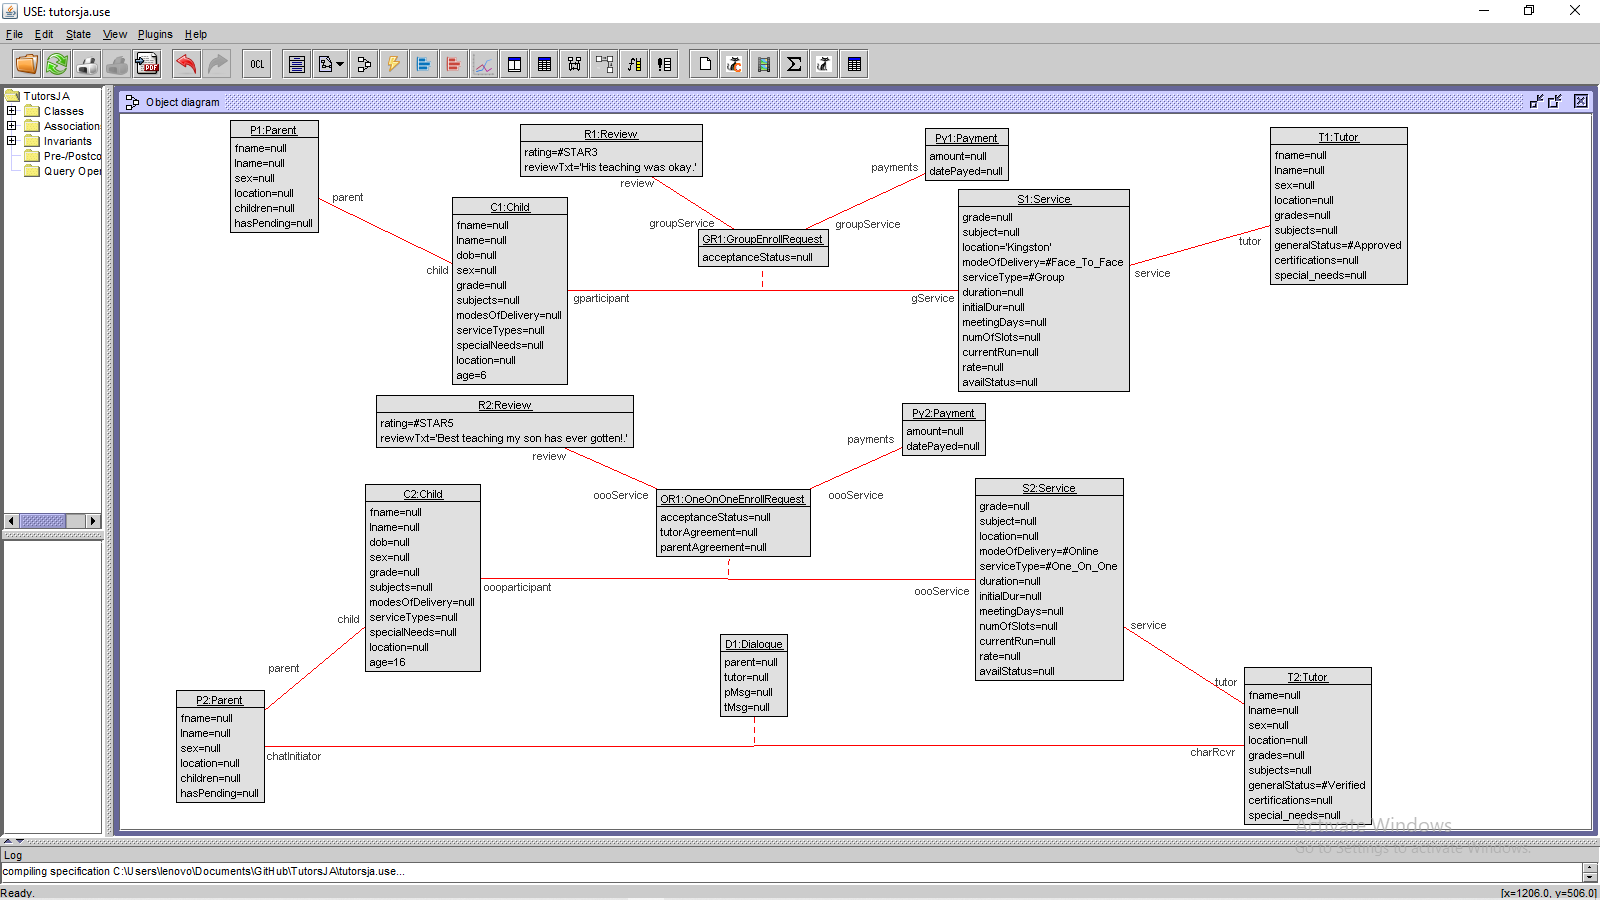 USE: tutorsja.use
File Edit State View Plugins Help
OCL
TutorsJA
Classes
Association
Invariants
Pre-/Postco
Query Oper
Object diagram
P1:Parent
fname=null
lname=null
sex=null
location=null
children=null
hasPending=null
parent
child
R1:Review
rating=#STAR3
reviewTxt='His teaching was okay.'
review
groupService
Py1:Payment
amount=null
datePayed=null
payments
groupService
T1:Tutor
fname=null
lname=null
sex=null
location=null
grades=null
subjects=null
generalStatus=#Approved
certifications=null
special_needs=null
tutor
service
C1:Child
fname=null
lname=null
dob=null
sex=null
grade=null
subjects=null
modesOfDelivery=null
serviceTypes=null
specialNeeds=null
location=null
age=6
GR1:GroupEnrollRequest
acceptanceStatus=null
gparticipant
gService
S1:Service
grade=null
subject=null
location='Kingston'
modeOfDelivery=#Face_To_Face
serviceType=#Group
duration=null
initialDur=null
meetingDays=null
numOfSlots=null
currentRun=null
rate=null
availStatus=null
R2:Review
rating=#STAR5
reviewTxt='Best teaching my son has ever gotten!.'
review
oooService
Py2:Payment
amount=null
datePayed=null
payments
oooService
C2:Child
fname=null
lname=null
dob=null
sex=null
grade=null
subjects=null
modesOfDelivery=null
serviceTypes=null
specialNeeds=null
location=null
age=16
OR1:OneOnOneEnrollRequest
acceptanceStatus=null
tutorAgreement=null
parentAgreement=null
oooparticipant
oooService
S2:Service
grade=null
subject=null
location=null
modeOfDelivery=#Online
serviceType=#One_On_One
duration=null
initialDur=null
meetingDays=null
numOfSlots=null
currentRun=null
rate=null
availStatus=null
child
parent
service
tutor
D1:Dialogue
parent=null
tutor=null
pMsg=null
tMsg=null
P2:Parent
fname=null
lname=null
sex=null
location=null
children=null
hasPending=null
chatInitiator
charRcvr
T2:Tutor
fname=null
lname=null
sex=null
location=null
grades=null
subjects=null
generalStatus=#Verified
certifications=null
special_needs=null
Activate Windows
Go to Settings to activate Windows.
Log
compiling specification C:\Users\lenovo\Documents\GitHub\TutorsJA\tutorsja.use...
Ready.
[x=1206.0, y=506.0]